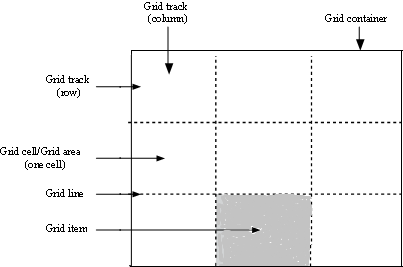 Grid track
(column)
Grid container
Grid track
(row)
Grid cell/Grid area
(one cell)
Grid line
Grid item